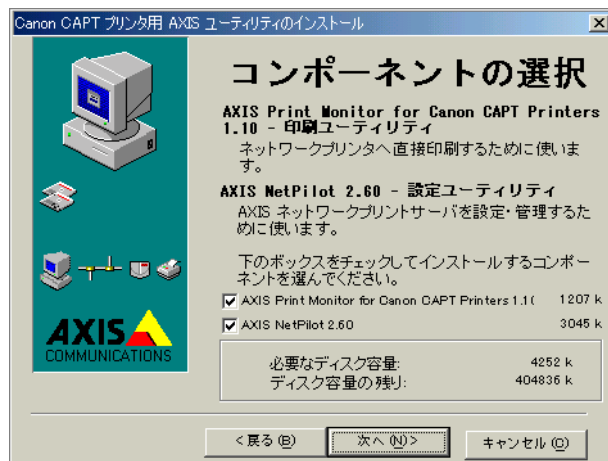 Canon CAPT プリンタ用 AXIS ユーティリティのインストール
コンポーネントの選択
AXIS Print Monitor for Canon CAPT Printers
1.10 - 印刷ユーティリティ
ネットワークプリンタへ直接印刷するために使いま
す。
AXIS NetPilot 2.60 - 設定ユーティリティ
AXIS ネットワークプリントサーバを設定・管理するた
めに使います。
下のボックスをチェックしてインストールするコンポー
ネントを選んでください。
AXIS Print Monitor for Canon CAPT Printers 1.1( 1207 k
AXIS NetPilot 2.60 3045 k
必要なディスク容量: 4252 k
ディスク容量の残り: 404836 k
AXIS
COMMUNICATIONS
< 戻る (B) 次へ (N) > キャンセル (C)